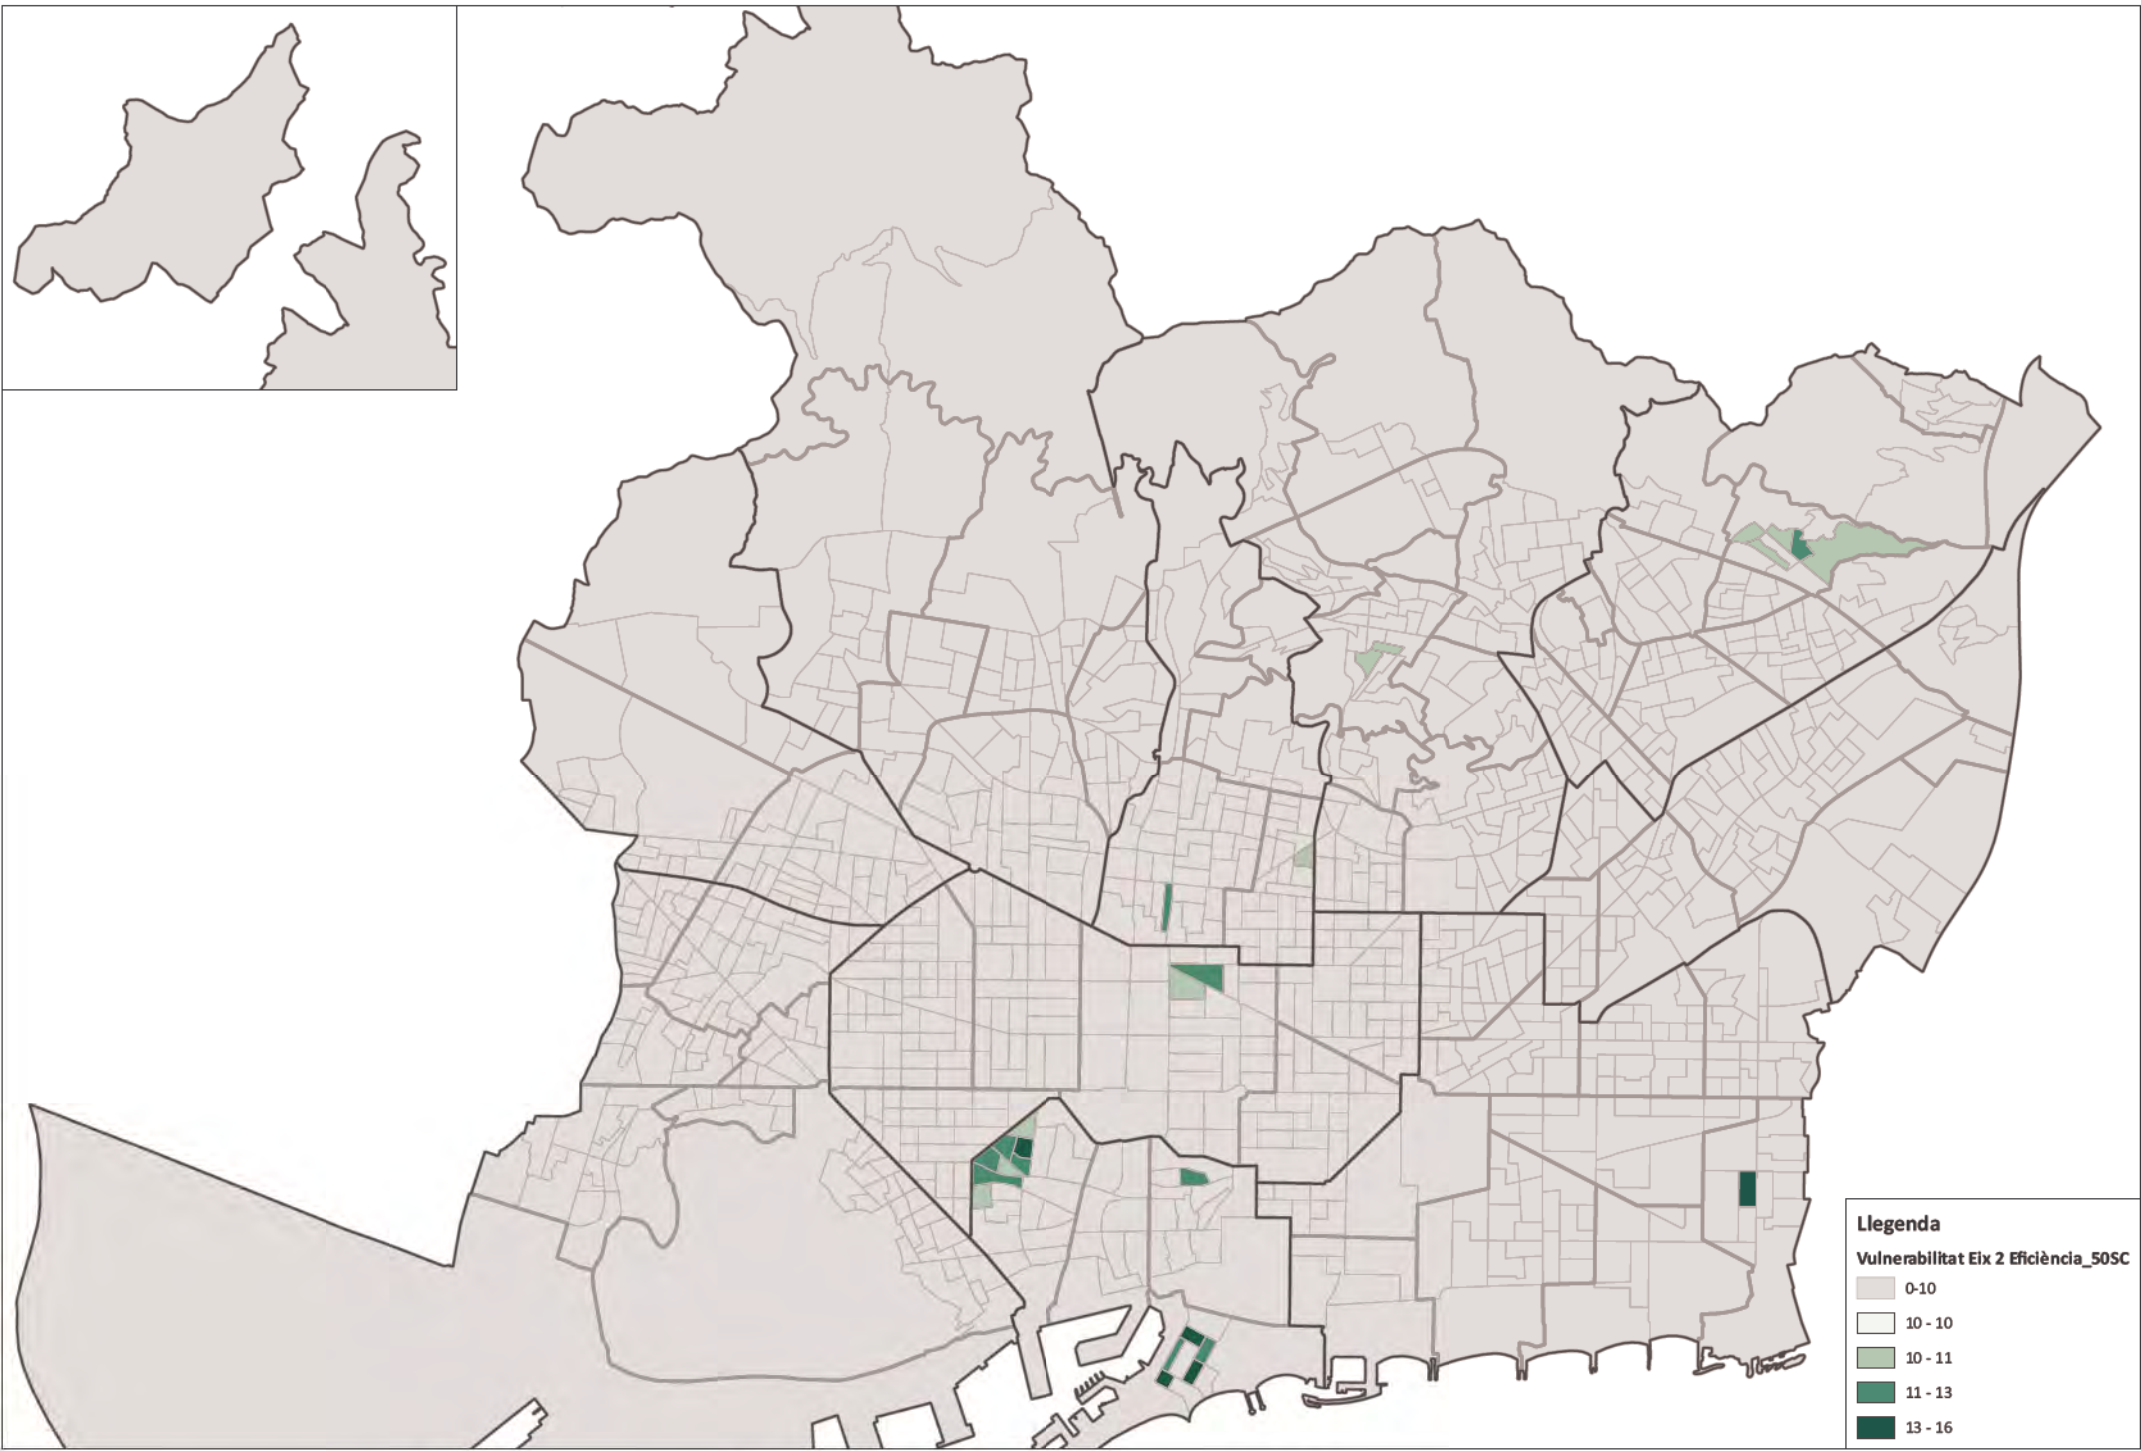 Llegenda
Vulnerabilitat Eix 2 Eficiència_50SC
0-10
10 - 10
10 - 11
11 - 13
13 - 16